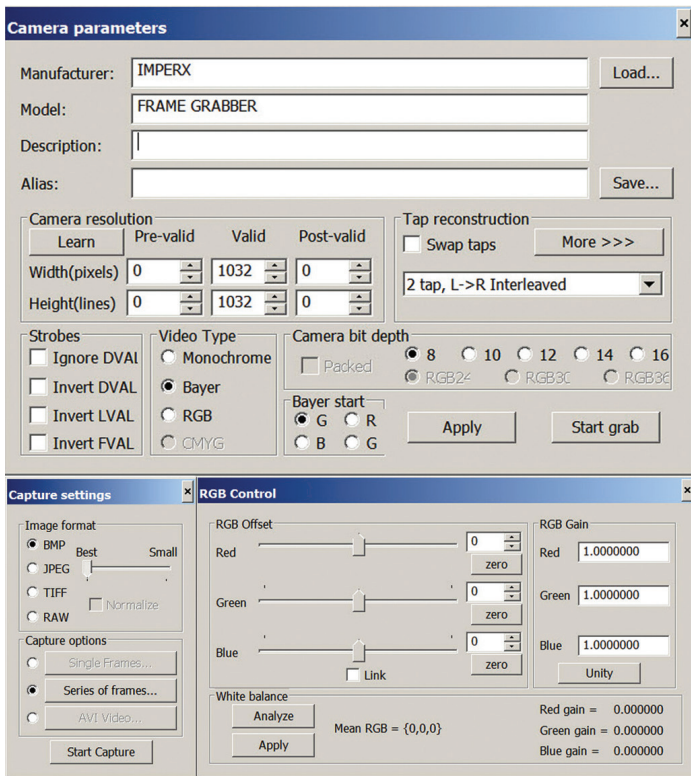 Camera parameters
Manufacturer: IMPERX Load...
Model: FRAME GRABBER
Description:
Alias: Save...
Camera resolution
Learn Pre-valid Valid Post-valid
Width(pixels) 0 1032 0
Height(lines) 0 1032 0
Tap reconstruction
Swap taps More >>>
2 tap, L->R Interleaved
Strobes
Ignore DVAL
Invert DVAL
Invert LVAL
Invert FVAL
Video Type
Monochrome
Bayer
RGB
CMYG
Camera bit depth
Packed 8 10 12 14 16
RGB24 RGB30 RGB36
Bayer start
G R
B G
Apply Start grab
Capture settings
Image format
BMP Best Small
JPEG
TIFF Normalize
RAW
Capture options
Single Frames...
Series of frames...
AVI Video...
Start Capture
RGB Control
RGB Offset
Red 0
zero
Green 0
zero
Blue 0
Link zero
RGB Gain
Red 1.0000000
Green 1.0000000
Blue 1.0000000
Unity
White balance
Analyze
Apply
Mean RGB = {0,0,0}
Red gain = 0.000000
Green gain = 0.000000
Blue gain = 0.000000